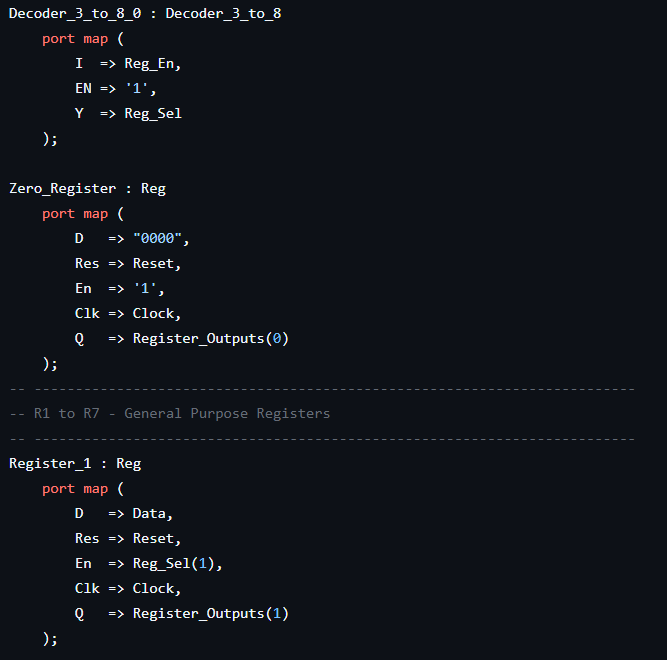 Decoder_3_to_8_0 : Decoder_3_to_8
    port map (
        I  => Reg_En,
        EN => '1',
        Y  => Reg_Sel
    );

Zero_Register : Reg
    port map (
        D   => "0000",
        Res => Reset,
        En  => '1',
        Clk => Clock,
        Q   => Register_Outputs(0)
    );
-- -------------------------------------------------------------------------
-- R1 to R7 - General Purpose Registers
-- -------------------------------------------------------------------------
Register_1 : Reg
    port map (
        D   => Data,
        Res => Reset,
        En  => Reg_Sel(1),
        Clk => Clock,
        Q   => Register_Outputs(1)
    );